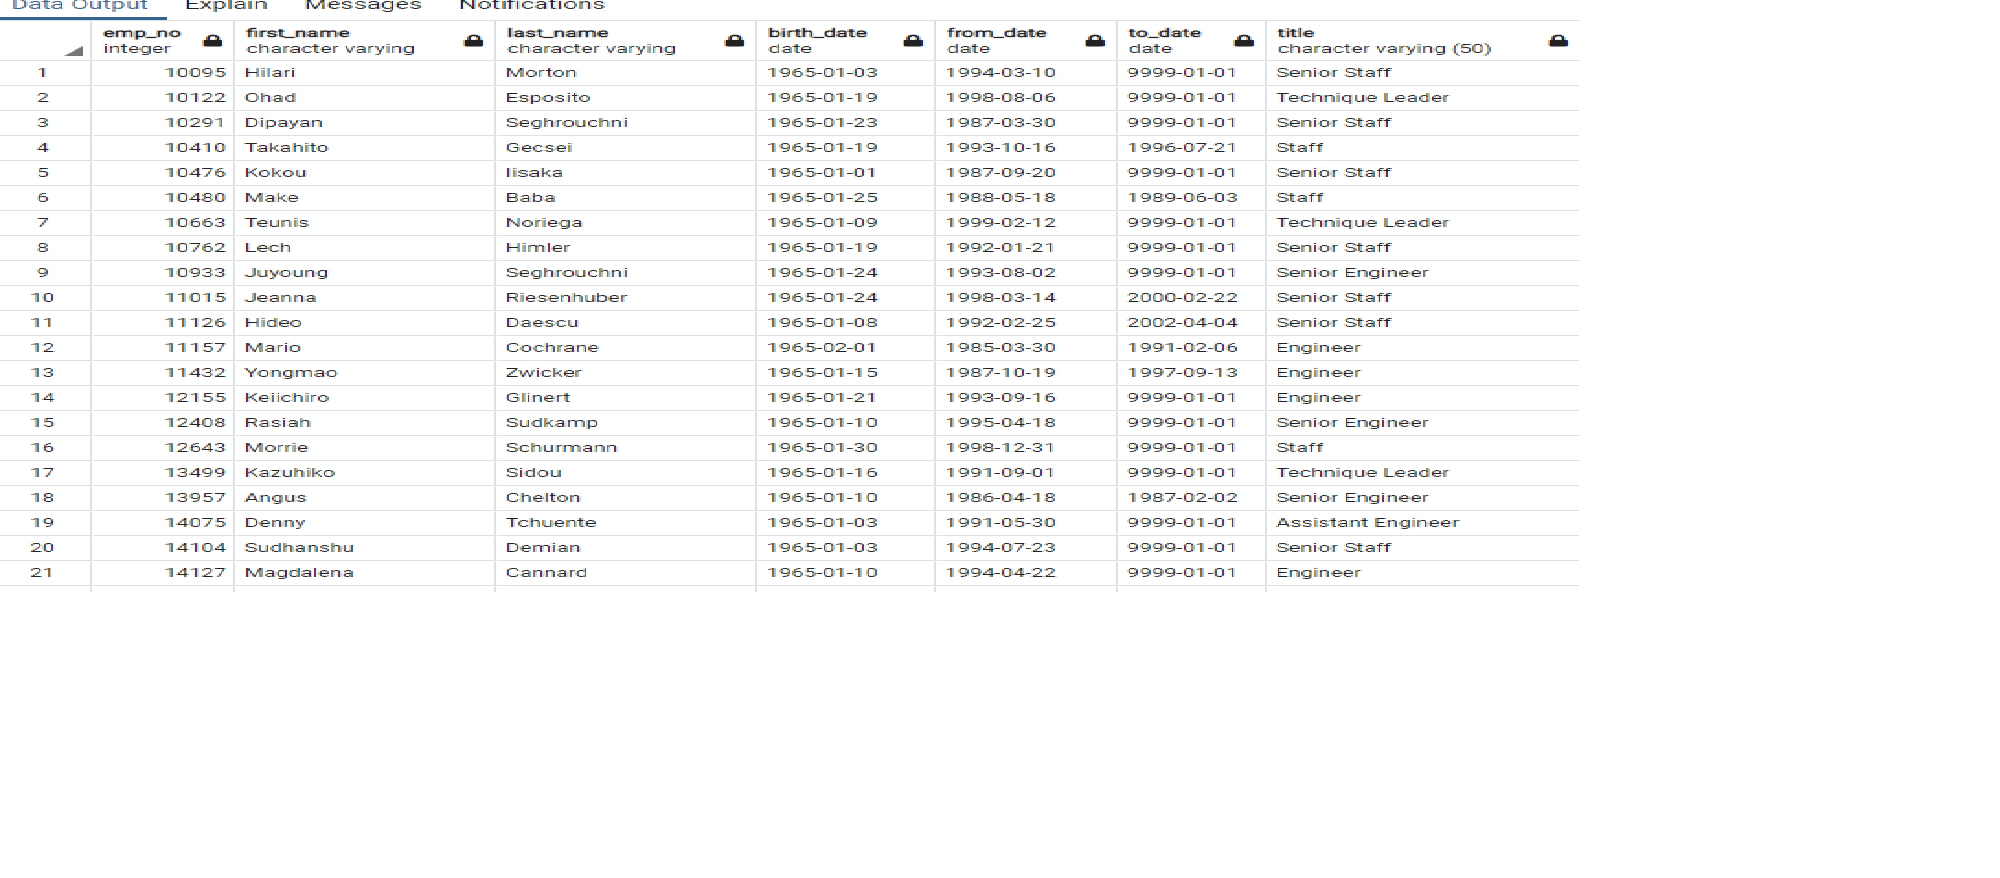 Data Output Explain Messages Notifications
emp_no first_name last_name birth_date from_date to_date title
integer character varying character varying date date date character varying (50)
1 10095 Hilari Morton 1965-01-03 1994-03-10 9999-01-01 Senior Staff
2 10122 Ohad Esposito 1965-01-19 1998-08-06 9999-01-01 Technique Leader
3 10291 Dipayan Seghrouchni 1965-01-23 1987-03-30 9999-01-01 Senior Staff
4 10410 Takahito Gecsei 1965-01-19 1993-10-16 1996-07-21 Staff
5 10476 Kokou Iisaka 1965-01-01 1987-09-20 9999-01-01 Senior Staff
6 10480 Make Baba 1965-01-25 1988-05-18 1989-06-03 Staff
7 10663 Teunis Noriega 1965-01-09 1999-02-12 9999-01-01 Technique Leader
8 10762 Lech Himler 1965-01-19 1992-01-21 9999-01-01 Senior Staff
9 10933 Juyoung Seghrouchni 1965-01-24 1993-08-02 9999-01-01 Senior Engineer
10 11015 Jeanna Riesenhuber 1965-01-24 1998-03-14 2000-02-22 Senior Staff
11 11126 Hideo Daescu 1965-01-08 1992-02-25 2002-04-04 Senior Staff
12 11157 Mario Cochrane 1965-02-01 1985-03-30 1991-02-06 Engineer
13 11432 Yongmao Zwicker 1965-01-15 1987-10-19 1997-09-13 Engineer
14 12155 Keiichiro Glinert 1965-01-21 1993-09-16 9999-01-01 Engineer
15 12408 Rasiah Sudkamp 1965-01-10 1995-04-18 9999-01-01 Senior Engineer
16 12643 Morrie Schurmann 1965-01-30 1998-12-31 9999-01-01 Staff
17 13499 Kazuhiko Sidou 1965-01-16 1991-09-01 9999-01-01 Technique Leader
18 13957 Angus Chelton 1965-01-10 1986-04-18 1987-02-02 Senior Engineer
19 14075 Denny Tchuente 1965-01-03 1991-05-30 9999-01-01 Assistant Engineer
20 14104 Sudhanshu Demian 1965-01-03 1994-07-23 9999-01-01 Senior Staff
21 14127 Magdalena Cannard 1965-01-10 1994-04-22 9999-01-01 Engineer